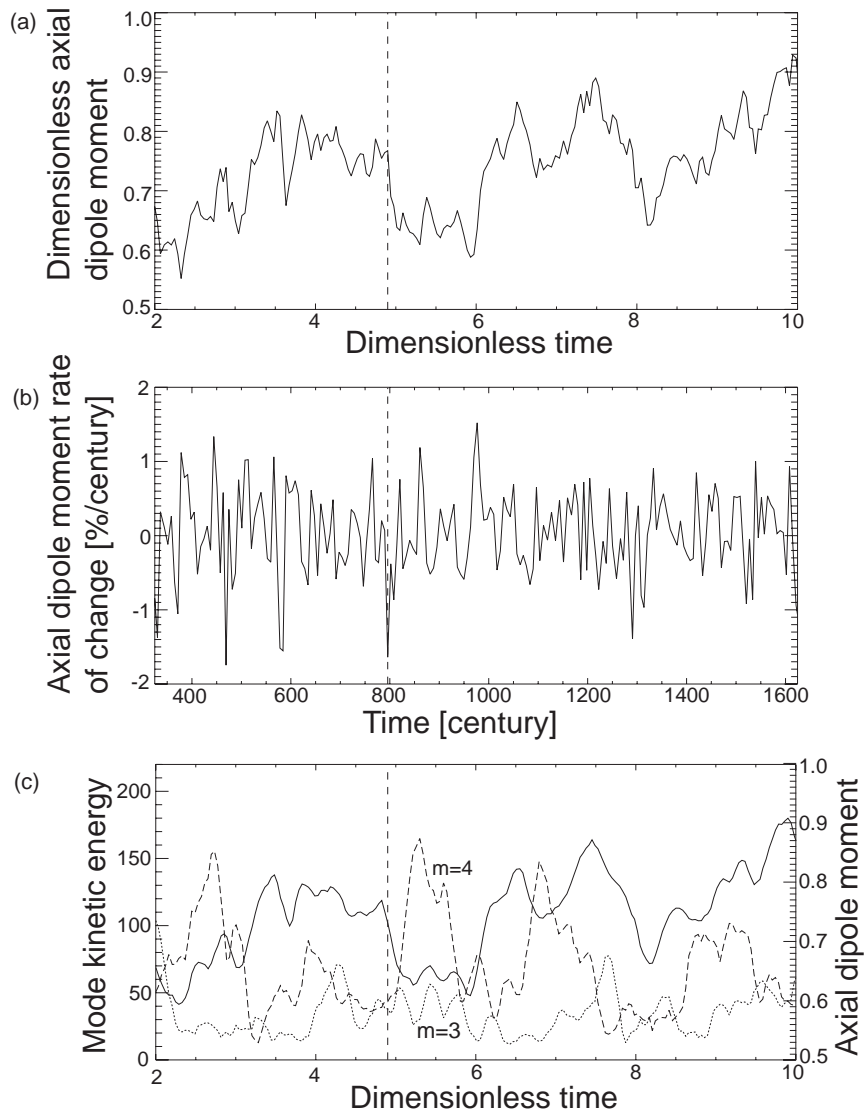 (a)
Dimensionless axial
dipole moment
1.0
0.9
0.8
0.7
0.6
0.5
2 4 6 8 10
Dimensionless time
(b)
Axial dipole moment rate
of change [%/century]
2
1
0
-1
-2
400 600 800 1000 1200 1400 1600
Time [century]
(c)
Mode kinetic energy
200
150
100
50
0
m=4
m=3
1.0
0.9
0.8
0.7
0.6
0.5
Axial dipole moment
2 4 6 8 10
Dimensionless time